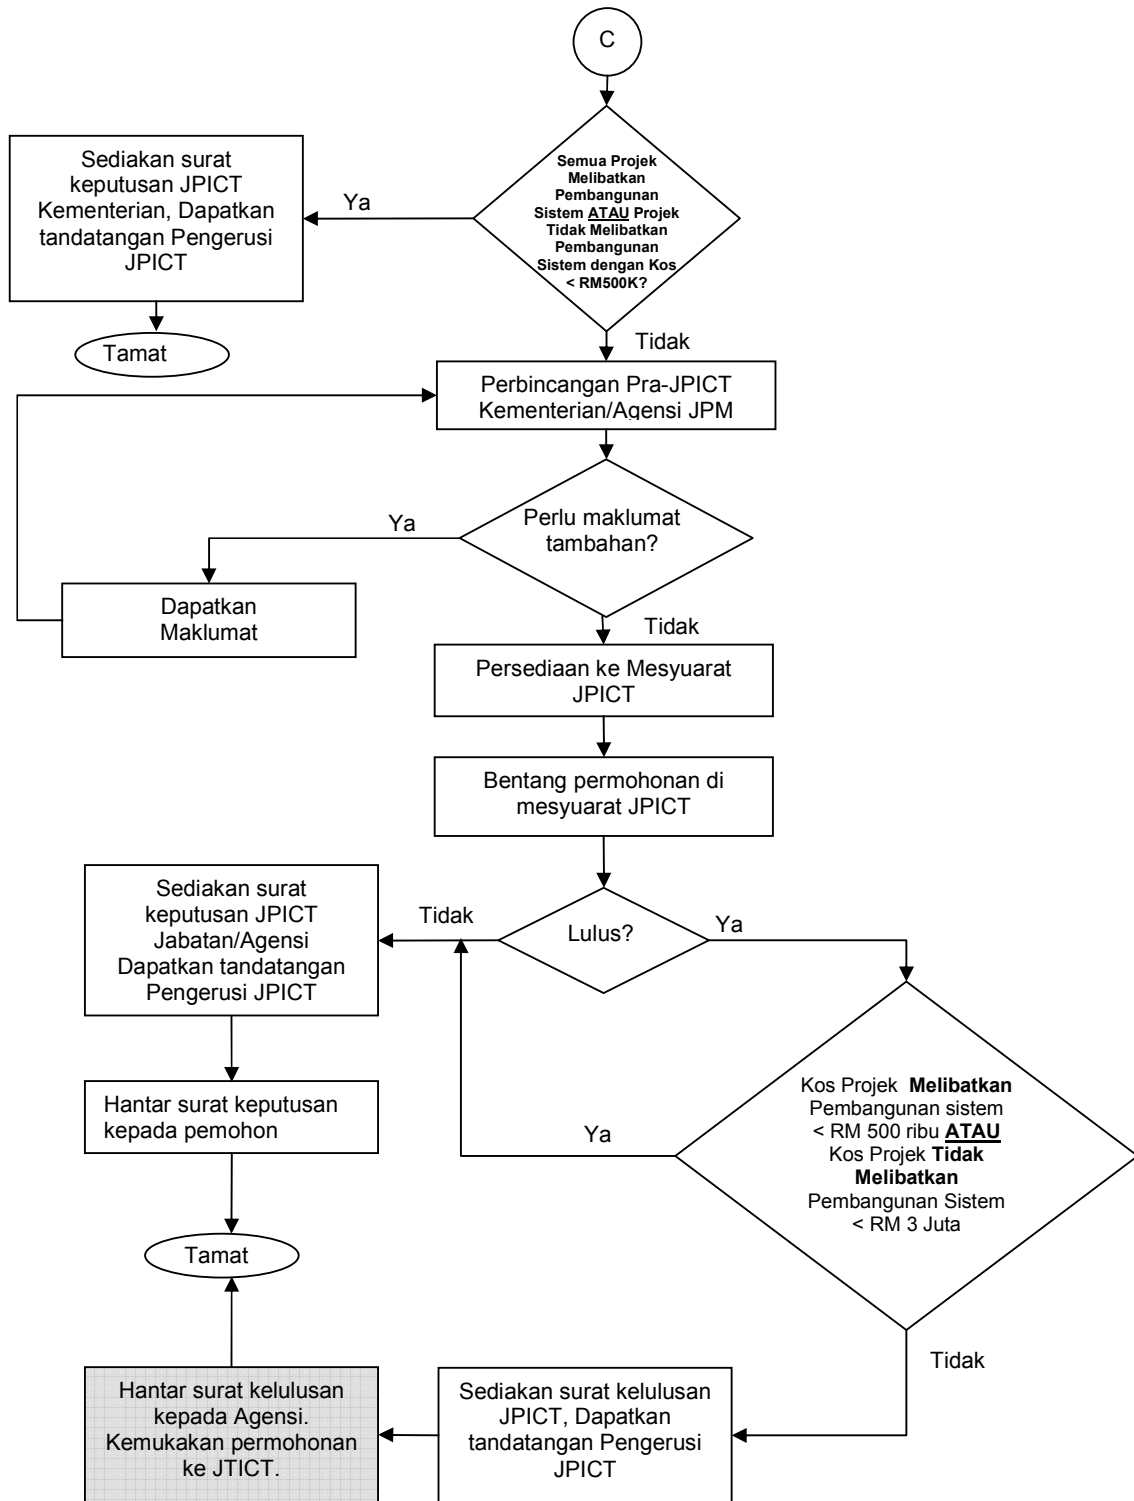 C
Semua Projek
Melibatkan
Pembangunan
Sistem ATAU Projek
Tidak Melibatkan
Pembangunan
Sistem dengan Kos
< RM500K?
Ya
Sediakan surat
keputusan JPICT
Kementerian, Dapatkan
tandatangan Pengerusi
JPICT
Tamat
Tidak
Perbincangan Pra-JPICT
Kementerian/Agensi JPM
Perlu maklumat
tambahan?
Ya
Dapatkan
Maklumat
Tidak
Persediaan ke Mesyuarat
JPICT
Bentang permohonan di
mesyuarat JPICT
Lulus?
Tidak
Ya
Sediakan surat
keputusan JPICT
Jabatan/Agensi
Dapatkan tandatangan
Pengerusi JPICT
Hantar surat keputusan
kepada pemohon
Tamat
Kos Projek Melibatkan
Pembangunan sistem
< RM 500 ribu ATAU
Kos Projek Tidak
Melibatkan
Pembangunan Sistem
< RM 3 Juta
Ya
Tidak
Sediakan surat kelulusan
JPICT, Dapatkan
tandatangan Pengerusi
JPICT
Hantar surat kelulusan
kepada Agensi.
Kemukakan permohonan
ke JTICT.